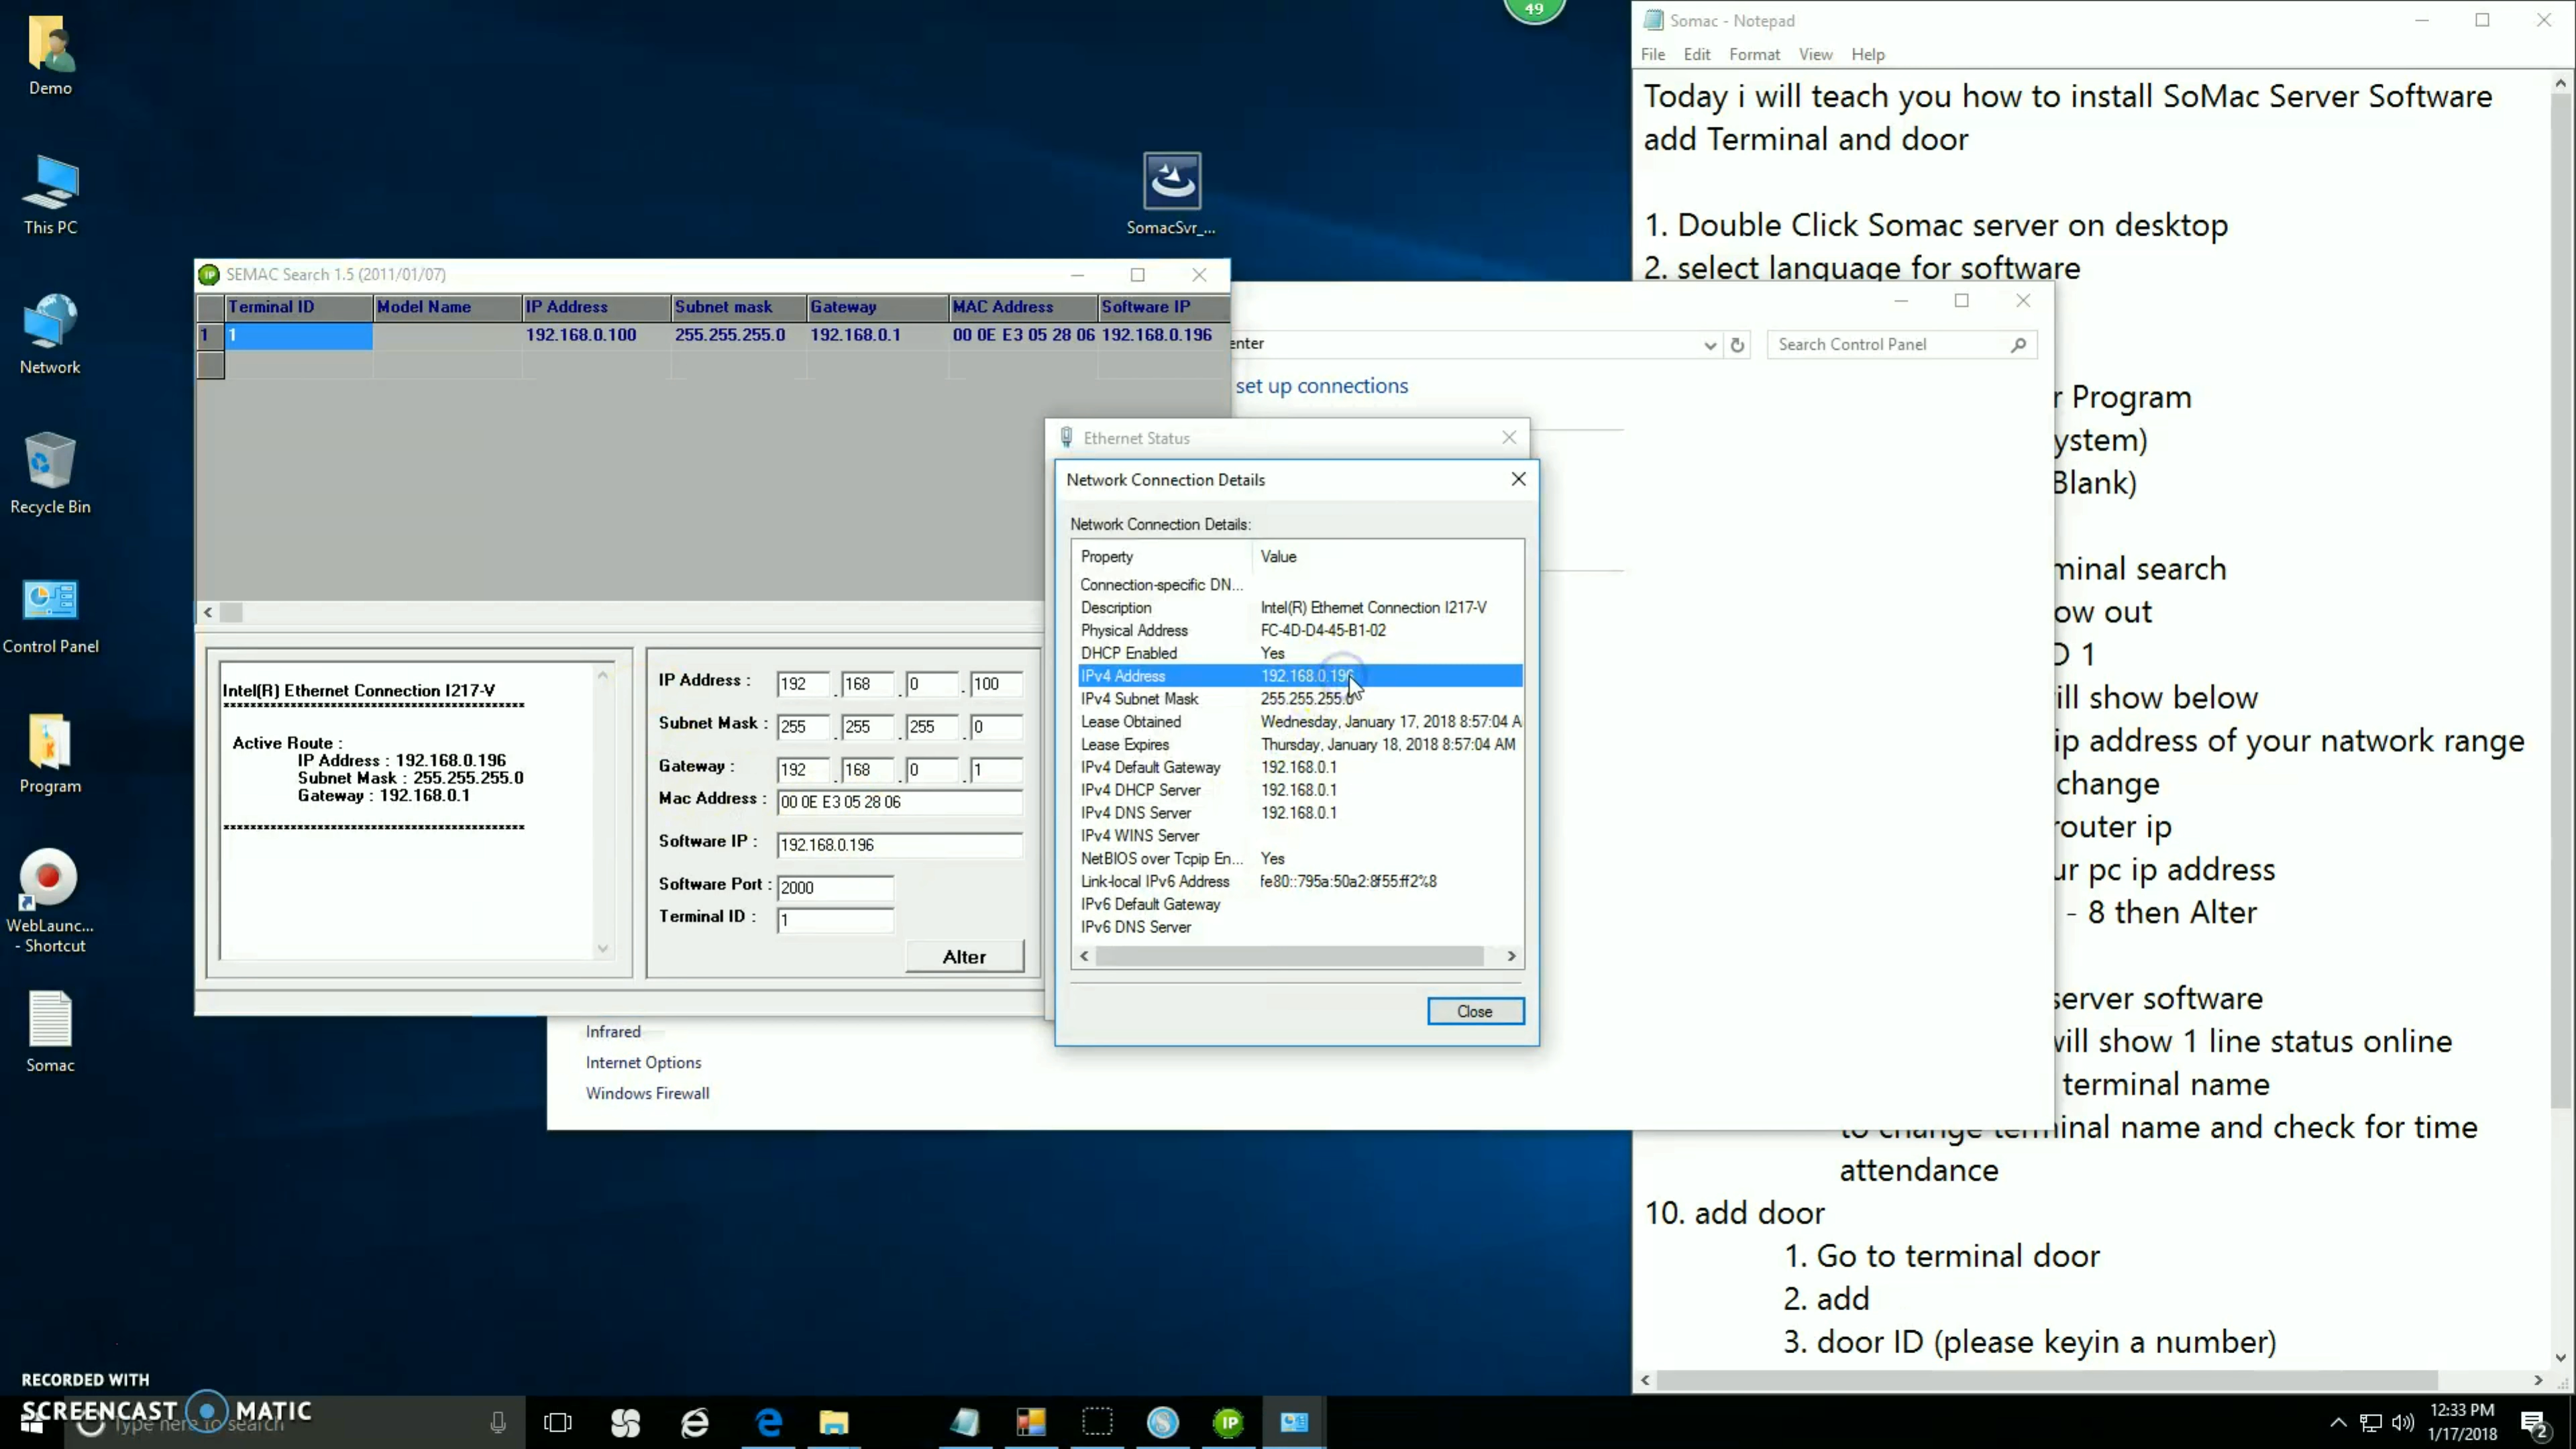 Demo
This PC
Network
Recycle Bin
Control Panel
Program
WebLaunc...
- Shortcut
Somac
SomacSvr_...
49
SEMAC Search 1.5 (2011/01/07)
Terminal ID Model Name IP Address Subnet mask Gateway MAC Address Software IP
1 1 192.168.0.100 255.255.255.0 192.168.0.1 00 0E E3 05 28 06 192.168.0.196
Intel(R) Ethernet Connection I217-V
*********************************************
Active Route :
IP Address : 192.168.0.196
Subnet Mask : 255.255.255.0
Gateway : 192.168.0.1
*********************************************
IP Address : 192 . 168 . 0 . 100
Subnet Mask : 255 . 255 . 255 . 0
Gateway : 192 . 168 . 0 . 1
Mac Address : 00 0E E3 05 28 06
Software IP : 192.168.0.196
Software Port : 2000
Terminal ID : 1
Alter
enter
Search Control Panel
set up connections
Infrared
Internet Options
Windows Firewall
Ethernet Status
Network Connection Details
Network Connection Details:
Property Value
Connection-specific DN...
Description Intel(R) Ethernet Connection I217-V
Physical Address FC-4D-D4-45-B1-02
DHCP Enabled Yes
IPv4 Address 192.168.0.196
IPv4 Subnet Mask 255.255.255.0
Lease Obtained Wednesday, January 17, 2018 8:57:04 A
Lease Expires Thursday, January 18, 2018 8:57:04 AM
IPv4 Default Gateway 192.168.0.1
IPv4 DHCP Server 192.168.0.1
IPv4 DNS Server 192.168.0.1
IPv4 WINS Server
NetBIOS over Tcpip En... Yes
Link-local IPv6 Address fe80::795a:50a2:8f55:ff2%8
IPv6 Default Gateway
IPv6 DNS Server
Close
Somac - Notepad
File Edit Format View Help
Today i will teach you how to install SoMac Server Software
add Terminal and door
1. Double Click Somac server on desktop
2. select language for software
r Program
ystem)
Blank)
minal search
ow out
D 1
ill show below
ip address of your natwork range
change
router ip
ur pc ip address
- 8 then Alter
server software
will show 1 line status online
terminal name
to change terminal name and check for time
attendance
10. add door
1. Go to terminal door
2. add
3. door ID (please keyin a number)
RECORDED WITH
SCREENCAST MATIC
Type here to search
IP
12:33 PM
1/17/2018
2